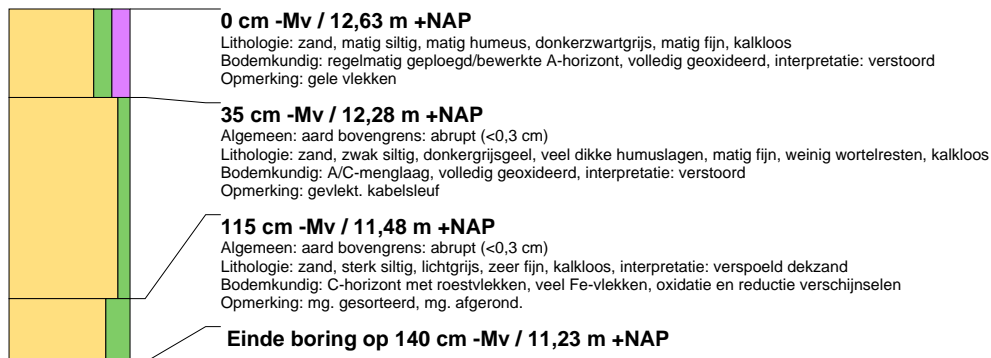 0 cm -Mv / 12,63 m +NAP
Lithologie: zand, matig siltig, matig humeus, donkerzwartgrijs, matig fijn, kalkloos
Bodemkundig: regelmatig geploegd/bewerkte A-horizont, volledig geoxideerd, interpretatie: verstoord
Opmerking: gele vlekken
35 cm -Mv / 12,28 m +NAP
Algemeen: aard bovengrens: abrupt (<0,3 cm)
Lithologie: zand, zwak siltig, donkergrijsgeel, veel dikke humuslagen, matig fijn, weinig wortelresten, kalkloos
Bodemkundig: A/C-menglaag, volledig geoxideerd, interpretatie: verstoord
Opmerking: gevlekt. kabelsleuf
115 cm -Mv / 11,48 m +NAP
Algemeen: aard bovengrens: abrupt (<0,3 cm)
Lithologie: zand, sterk siltig, lichtgrijs, zeer fijn, kalkloos, interpretatie: verspoeld dekzand
Bodemkundig: C-horizont met roestvlekken, veel Fe-vlekken, oxidatie en reductie verschijnselen
Opmerking: mg. gesorteerd, mg. afgerond.
Einde boring op 140 cm -Mv / 11,23 m +NAP